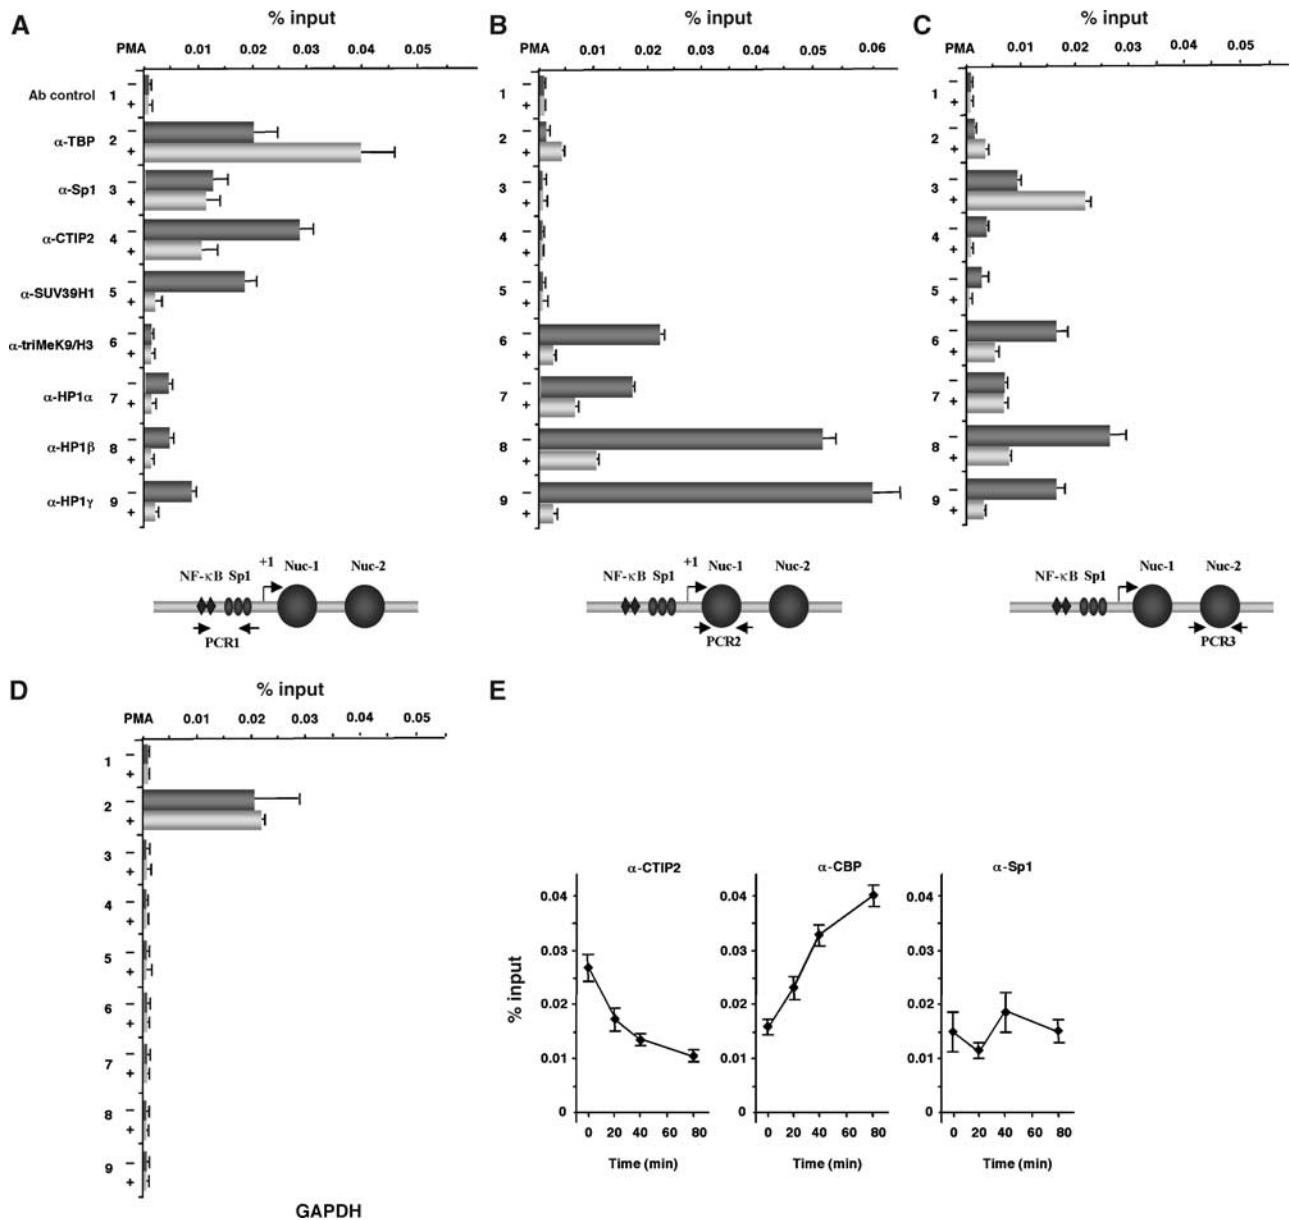 A
% input
PMA 0.01 0.02 0.03 0.04 0.05
Ab control 1 − +
α-TBP 2 − +
α-Sp1 3 − +
α-CTIP2 4 − +
α-SUV39H1 5 − +
α-triMeK9/H3 6 − +
α-HP1α 7 − +
α-HP1β 8 − +
α-HP1γ 9 − +
NF-κB Sp1 +1 Nuc-1 Nuc-2
PCR1
B
% input
PMA 0.01 0.02 0.03 0.04 0.05 0.06
1 − +
2 − +
3 − +
4 − +
5 − +
6 − +
7 − +
8 − +
9 − +
NF-κB Sp1 +1 Nuc-1 Nuc-2
PCR2
C
% input
PMA 0.01 0.02 0.03 0.04 0.05
1 − +
2 − +
3 − +
4 − +
5 − +
6 − +
7 − +
8 − +
9 − +
NF-κB Sp1 Nuc-1 Nuc-2
PCR3
D
% input
PMA 0.01 0.02 0.03 0.04 0.05
1 − +
2 − +
3 − +
4 − +
5 − +
6 − +
7 − +
8 − +
9 − +
GAPDH
E
% input
α-CTIP2
0.04
0.03
0.02
0.01
0
0 20 40 80
Time (min)
α-CBP
0.04
0.03
0.02
0.01
0
0 20 40 80
Time (min)
α-Sp1
0.04
0.03
0.02
0.01
0
0 20 40 80
Time (min)